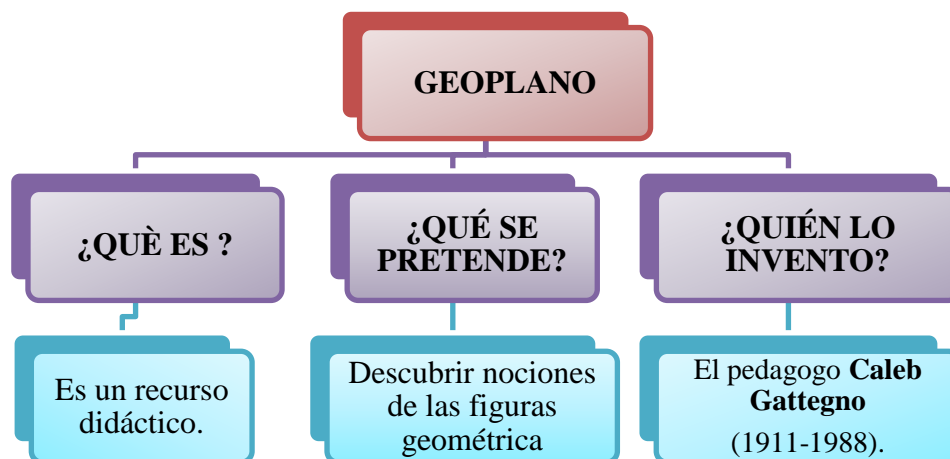 GEOPLANO
¿QUÈ ES ?
¿QUÉ SE
PRETENDE?
¿QUIÉN LO
INVENTO?
Es un recurso
didáctico.
Descubrir nociones
de las figuras
geométrica
El pedagogo Caleb
Gattegno
(1911-1988).